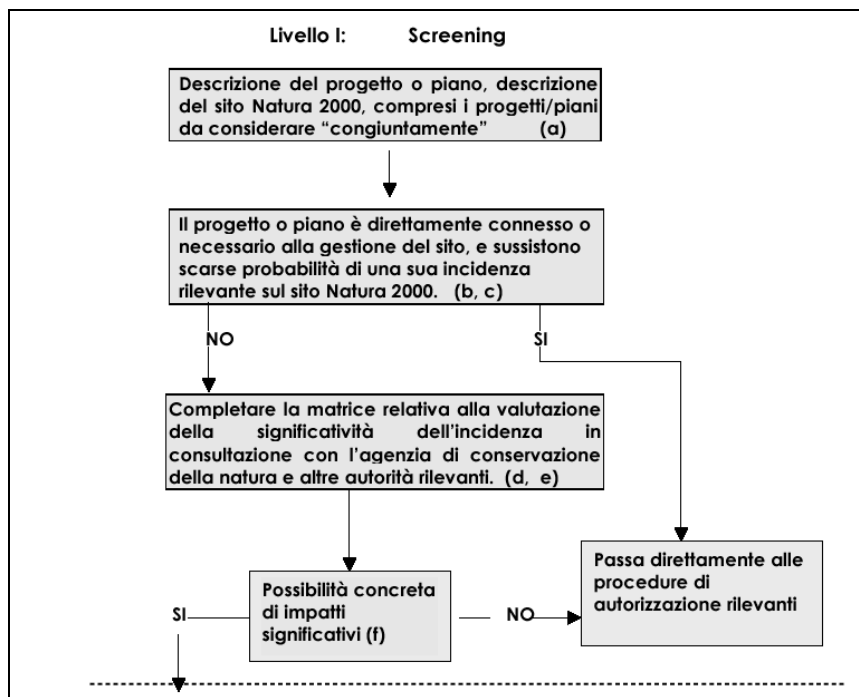 Livello I: Screening
Descrizione del progetto o piano, descrizione
del sito Natura 2000, compresi i progetti/piani
da considerare “congiuntamente” (a)
Il progetto o piano è direttamente connesso o
necessario alla gestione del sito, e sussistono
scarse probabilità di una sua incidenza
rilevante sul sito Natura 2000. (b, c)
NO
SI
Completare la matrice relativa alla valutazione
della significatività dell’incidenza in
consultazione con l’agenzia di conservazione
della natura e altre autorità rilevanti. (d, e)
Passa direttamente alle
procedure di
autorizzazione rilevanti
Possibilità concreta
di impatti
significativi (f)
SI
NO